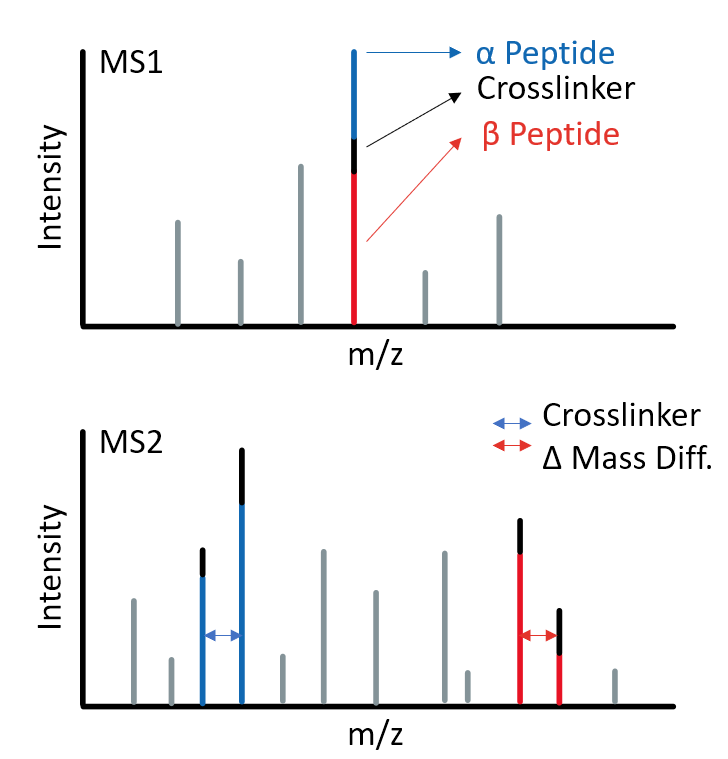 MS1
α Peptide
Crosslinker
β Peptide
Intensity
m/z
MS2
Crosslinker
Δ Mass Diff.
Intensity
m/z